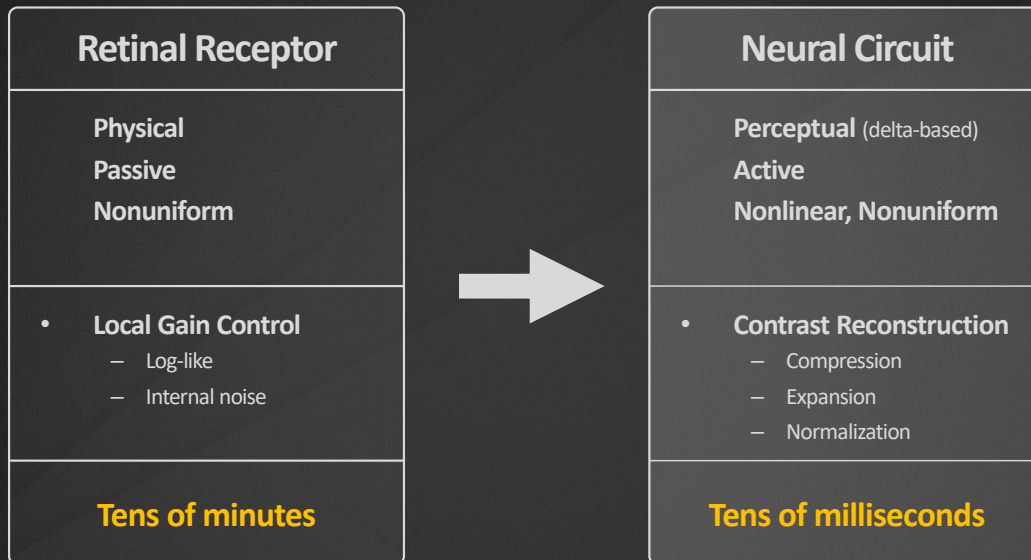 Retinal Receptor
Physical
Passive
Nonuniform
• Local Gain Control
– Log-like
– Internal noise
Tens of minutes
Neural Circuit
Perceptual (delta-based)
Active
Nonlinear, Nonuniform
• Contrast Reconstruction
– Compression
– Expansion
– Normalization
Tens of milliseconds